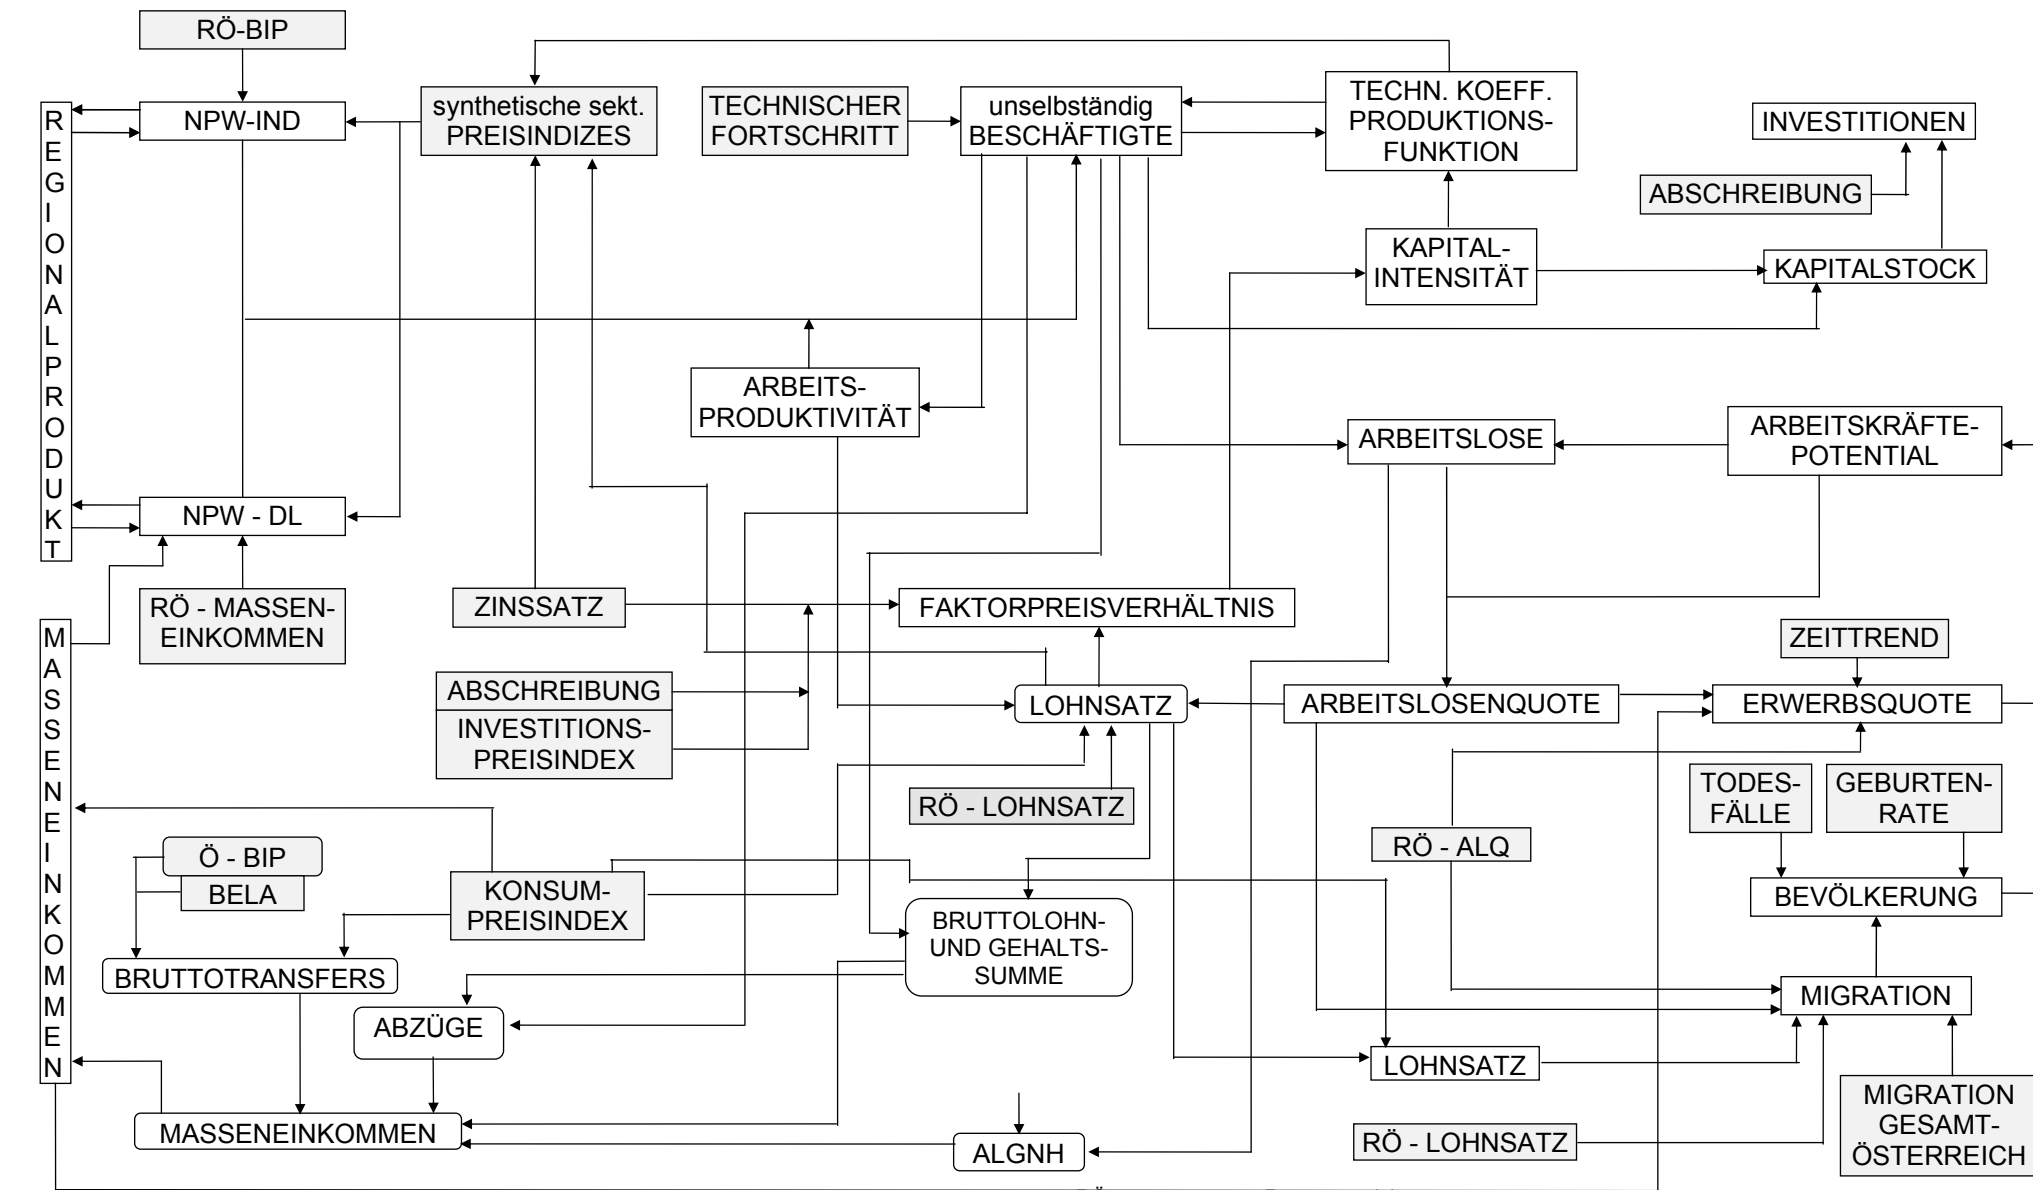 RÖ-BIP
REGIONALPRODUKT
NPW-IND
synthetische sekt.
PREISINDIZES
TECHNISCHER
FORTSCHRITT
unselbständig
BESCHÄFTIGTE
TECHN. KOEFF.
PRODUKTIONS-
FUNKTION
INVESTITIONEN
ABSCHREIBUNG
KAPITAL-
INTENSITÄT
KAPITALSTOCK
ARBEITS-
PRODUKTIVITÄT
ARBEITSLOSE
ARBEITSKRÄFTE-
POTENTIAL
NPW - DL
RÖ - MASSEN-
EINKOMMEN
ZINSSATZ
FAKTORPREISVERHÄLTNIS
ZEITTREND
MASSENEINKOMMEN
ABSCHREIBUNG
INVESTITIONS-
PREISINDEX
LOHNSATZ
ARBEITSLOSENQUOTE
ERWERBSQUOTE
RÖ - LOHNSATZ
TODES-
FÄLLE
GEBURTEN-
RATE
RÖ - ALQ
Ö - BIP
BELA
KONSUM-
PREISINDEX
BEVÖLKERUNG
BRUTTOLOHN-
UND GEHALTS-
SUMME
BRUTTOTRANSFERS
MIGRATION
ABZÜGE
LOHNSATZ
MIGRATION
GESAMT-
ÖSTERREICH
MASSENEINKOMMEN
ALGNH
RÖ - LOHNSATZ